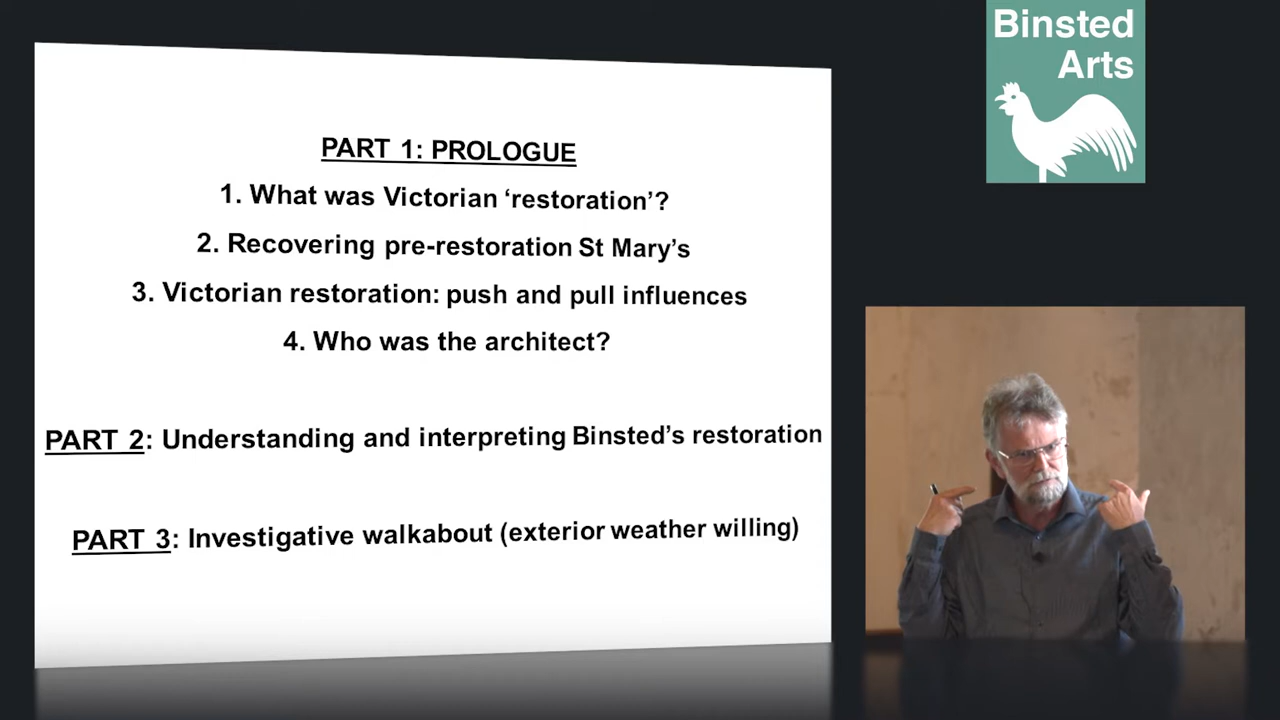 Binsted
Arts
PART 1: PROLOGUE
1. What was Victorian ‘restoration’?
2. Recovering pre-restoration St Mary’s
3. Victorian restoration: push and pull influences
4. Who was the architect?
PART 2: Understanding and interpreting Binsted’s restoration
PART 3: Investigative walkabout (exterior weather willing)